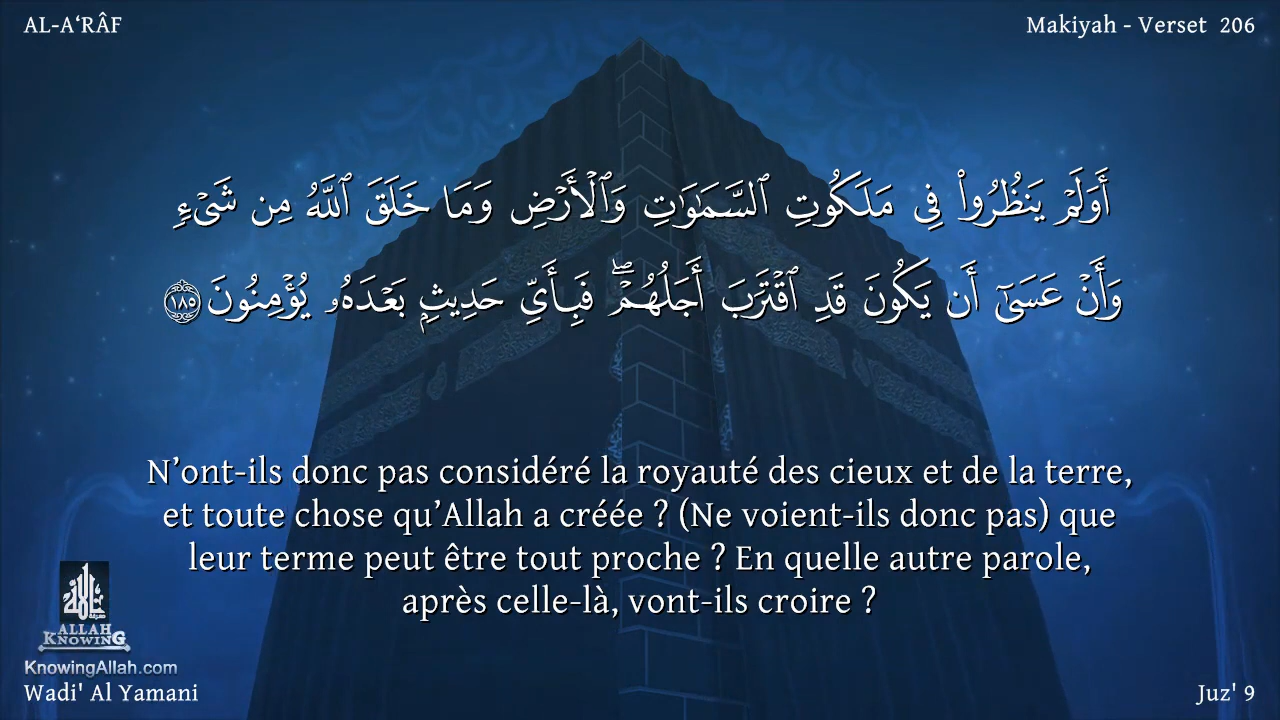 AL-A‘RÂF
Makiyah - Verset 206
أَوَلَمۡ يَنظُرُواْ فِي مَلَكُوتِ ٱلسَّمَٰوَٰتِ وَٱلۡأَرۡضِ وَمَا خَلَقَ ٱللَّهُ مِن شَيۡءٖ
وَأَنۡ عَسَىٰٓ أَن يَكُونَ قَدِ ٱقۡتَرَبَ أَجَلُهُمۡۖ فَبِأَيِّ حَدِيثِۭ بَعۡدَهُۥ يُؤۡمِنُونَ ١٨٥
N’ont-ils donc pas considéré la royauté des cieux et de la terre,
et toute chose qu’Allah a créée ? (Ne voient-ils donc pas) que
leur terme peut être tout proche ? En quelle autre parole,
après celle-là, vont-ils croire ?
ALLAH
KNOWING
KnowingAllah.com
Wadi' Al Yamani
Juz' 9